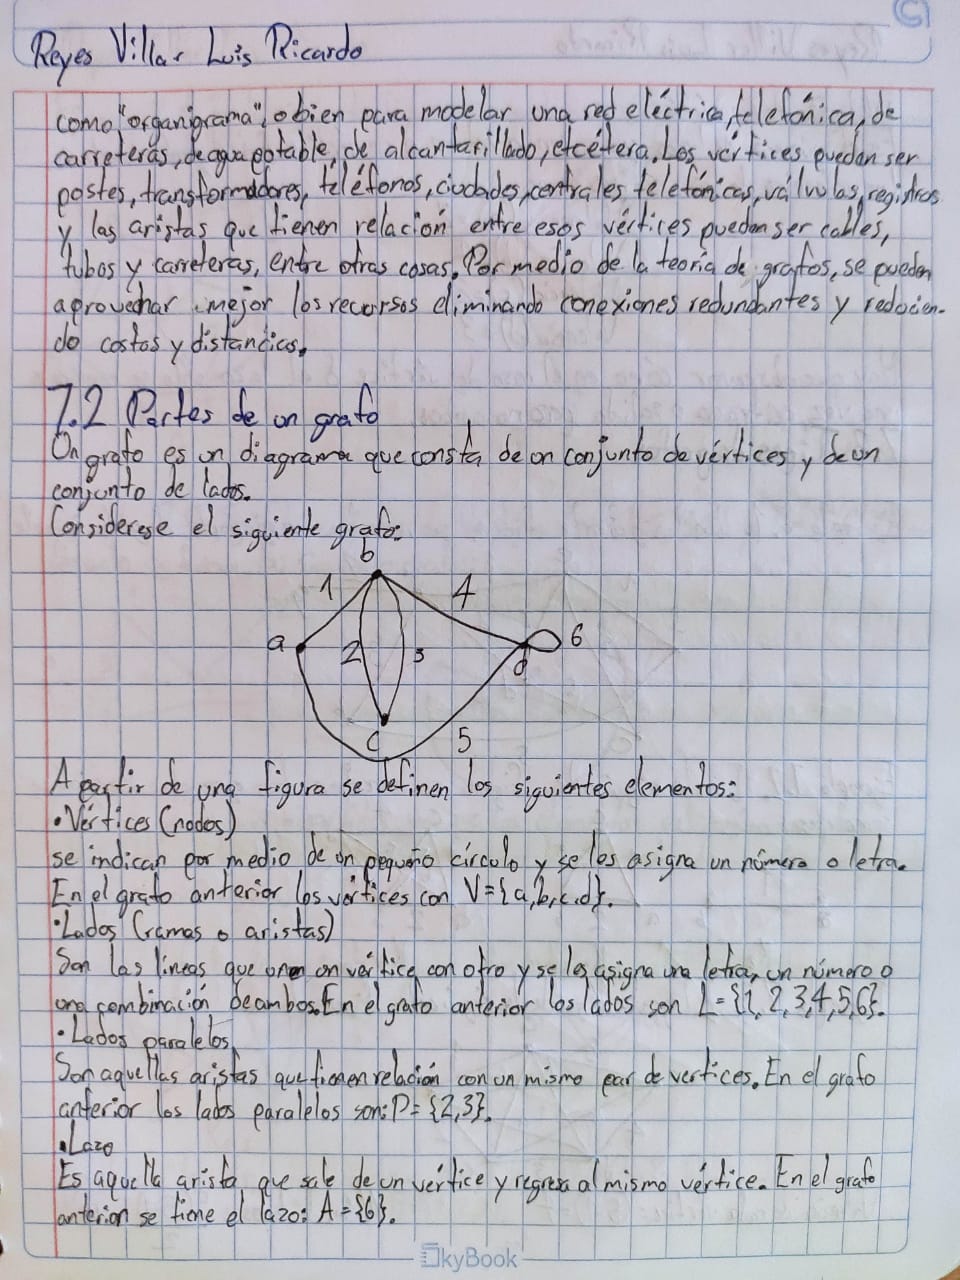 Reyes Villar Luis Ricardo
como "organigrama", o bien para modelar una red eléctrica, telefónica, de
carreteras, de agua potable, de alcantarillado, etcétera. Los vértices pueden ser
postes, transformadores, teléfonos, ciudades, centrales telefónicas, válvulas, registros
y las aristas que tienen relación entre esos vértices pueden ser cables,
tubos y carreteras, entre otras cosas. Por medio de la teoría de grafos, se pueden
aprovechar mejor los recursos eliminando conexiones redundantes y reducien-
do costos y distancias.
7.2 Partes de un grafo
Un grafo es un diagrama que consta de un conjunto de vértices y de un
conjunto de lados.
Considerese el siguiente grafo:
b
1 4
a 2 3 d 6
c 5
A partir de una figura se definen los siguientes elementos:
• Vértices (nodos)
se indican por medio de un pequeño círculo y se les asigna un número o letra.
En el grafo anterior los vértices con V={a,b,c,d}.
• Lados (ramas o aristas)
Son las líneas que unen un vértice con otro y se les asigna una letra, un número o
una combinación de ambos. En el grafo anterior los lados son L={1,2,3,4,5,6}.
• Lados paralelos
Son aquellas aristas que tienen relación con un mismo par de vertices. En el grafo
anterior los lados paralelos son: P={2,3}.
• Lazo
Es aquella arista que sale de un vértice y regresa al mismo vértice. En el grafo
anterior se tiene el lazo: A={6}.
SkyBook